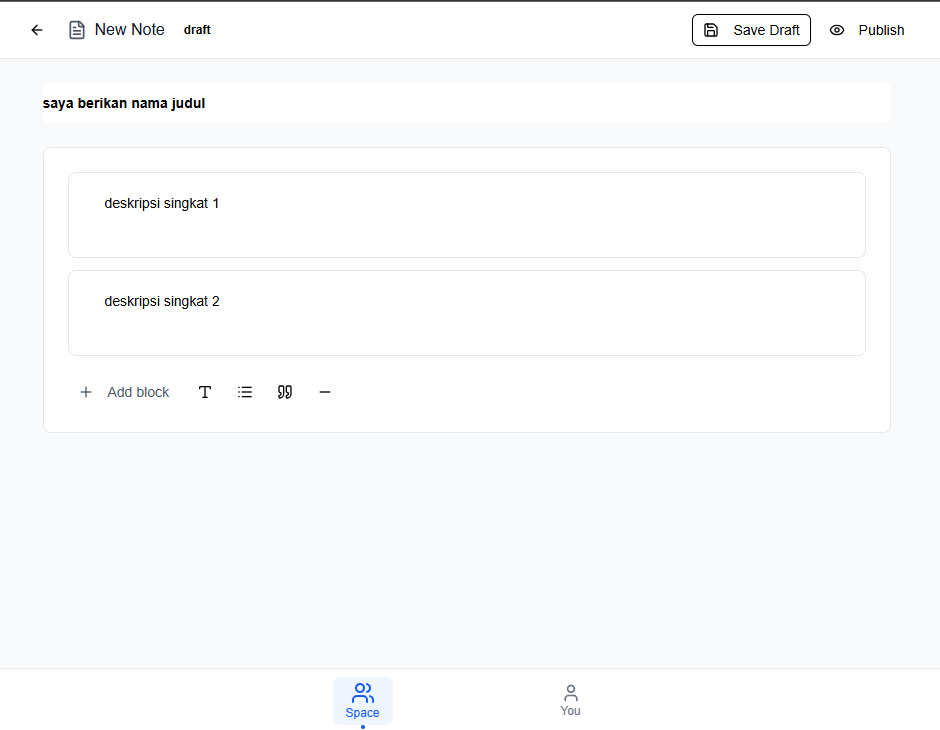 New Note draft Save Draft Publish
saya berikan nama judul
deskripsi singkat 1
deskripsi singkat 2
Add block
Space You